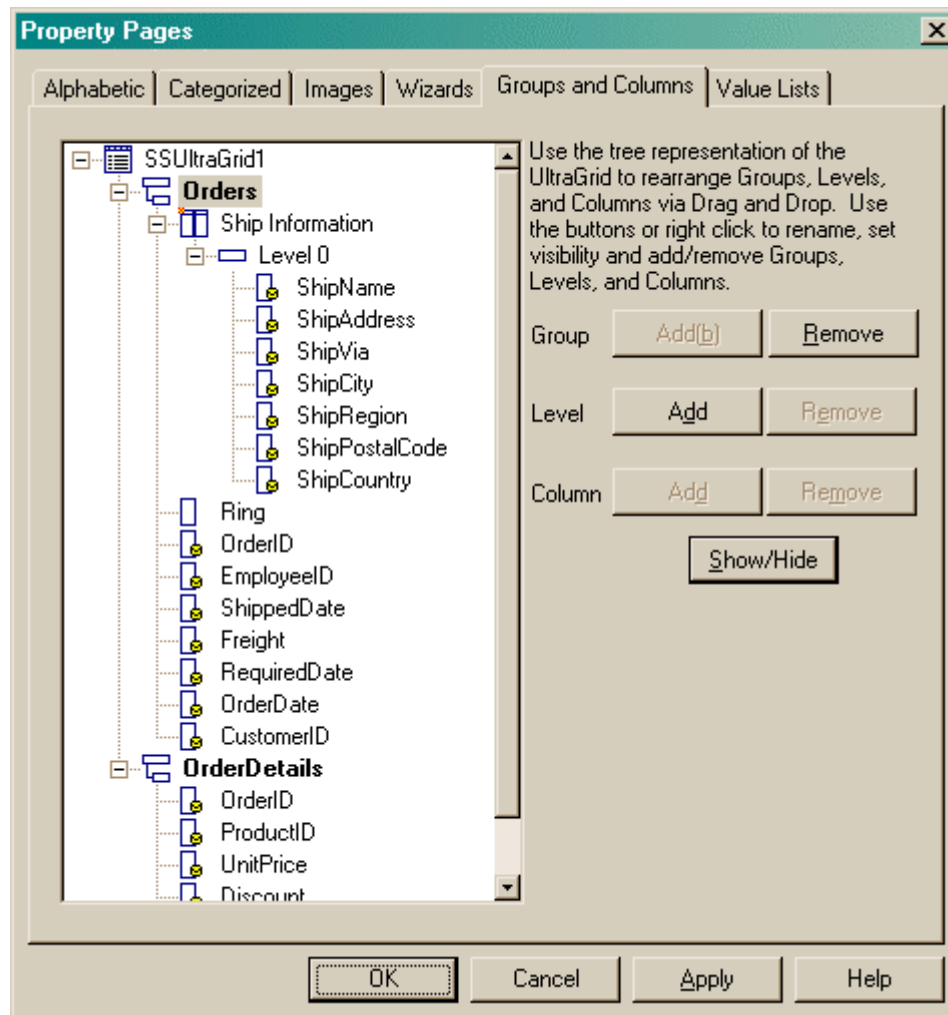 Property Pages
Alphabetic
Categorized
Images
Wizards
Groups and Columns
Value Lists
SSUltraGrid1
Orders
Ship Information
Level 0
ShipName
ShipAddress
ShipVia
ShipCity
ShipRegion
ShipPostalCode
ShipCountry
Ring
OrderID
EmployeeID
ShippedDate
Freight
RequiredDate
OrderDate
CustomerID
OrderDetails
OrderID
ProductID
UnitPrice
Discount
Use the tree representation of the
UltraGrid to rearrange Groups, Levels,
and Columns via Drag and Drop.  Use
the buttons or right click to rename, set
visibility and add/remove Groups,
Levels, and Columns.
Group Add(b) Remove
Level Add Remove
Column Add Remove
Show/Hide
OK Cancel Apply Help